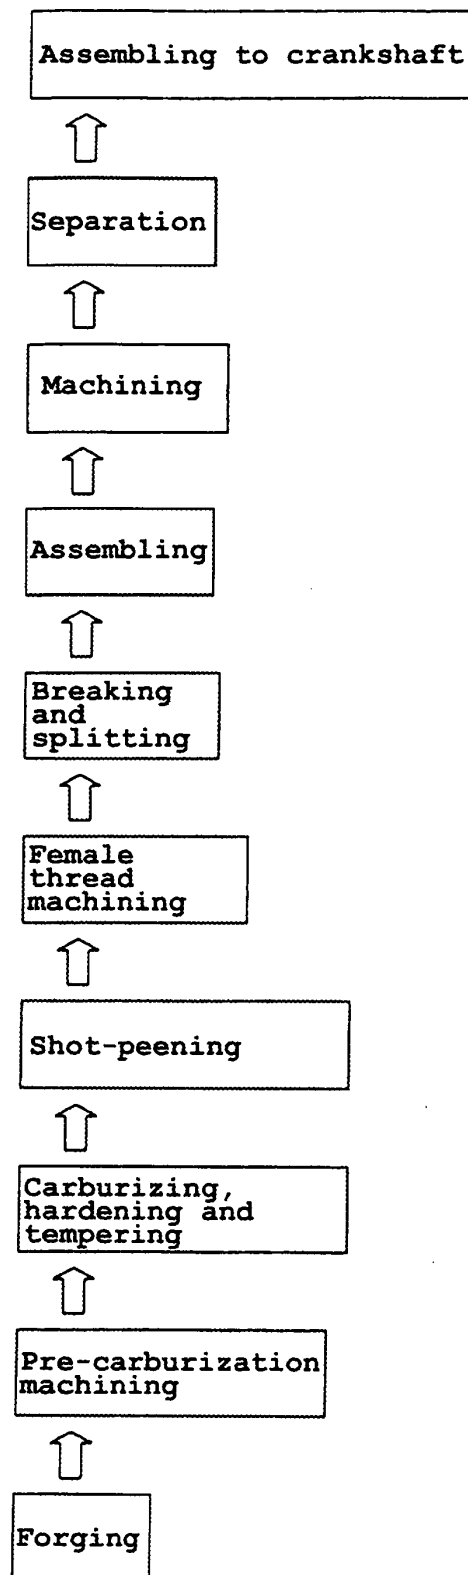 Assembling to crankshaft
Separation
Machining
Assembling
Breaking
and
splitting
Female
thread
machining
Shot-peening
Carburizing,
hardening and
tempering
Pre-carburization
machining
Forging